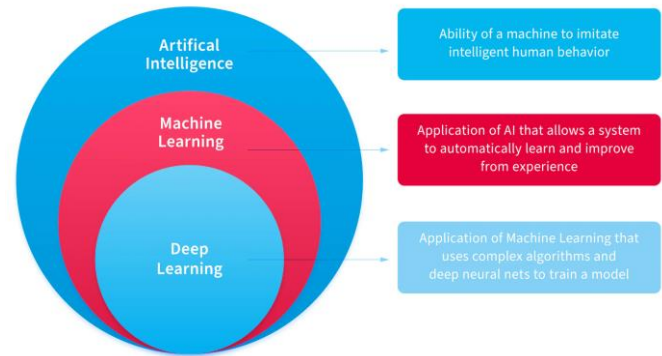 Artifical
Intelligence
Ability of a machine to imitate
intelligent human behavior
Machine
Learning
Application of AI that allows a system
to automatically learn and improve
from experience
Deep
Learning
Application of Machine Learning that
uses complex algorithms and
deep neural nets to train a model